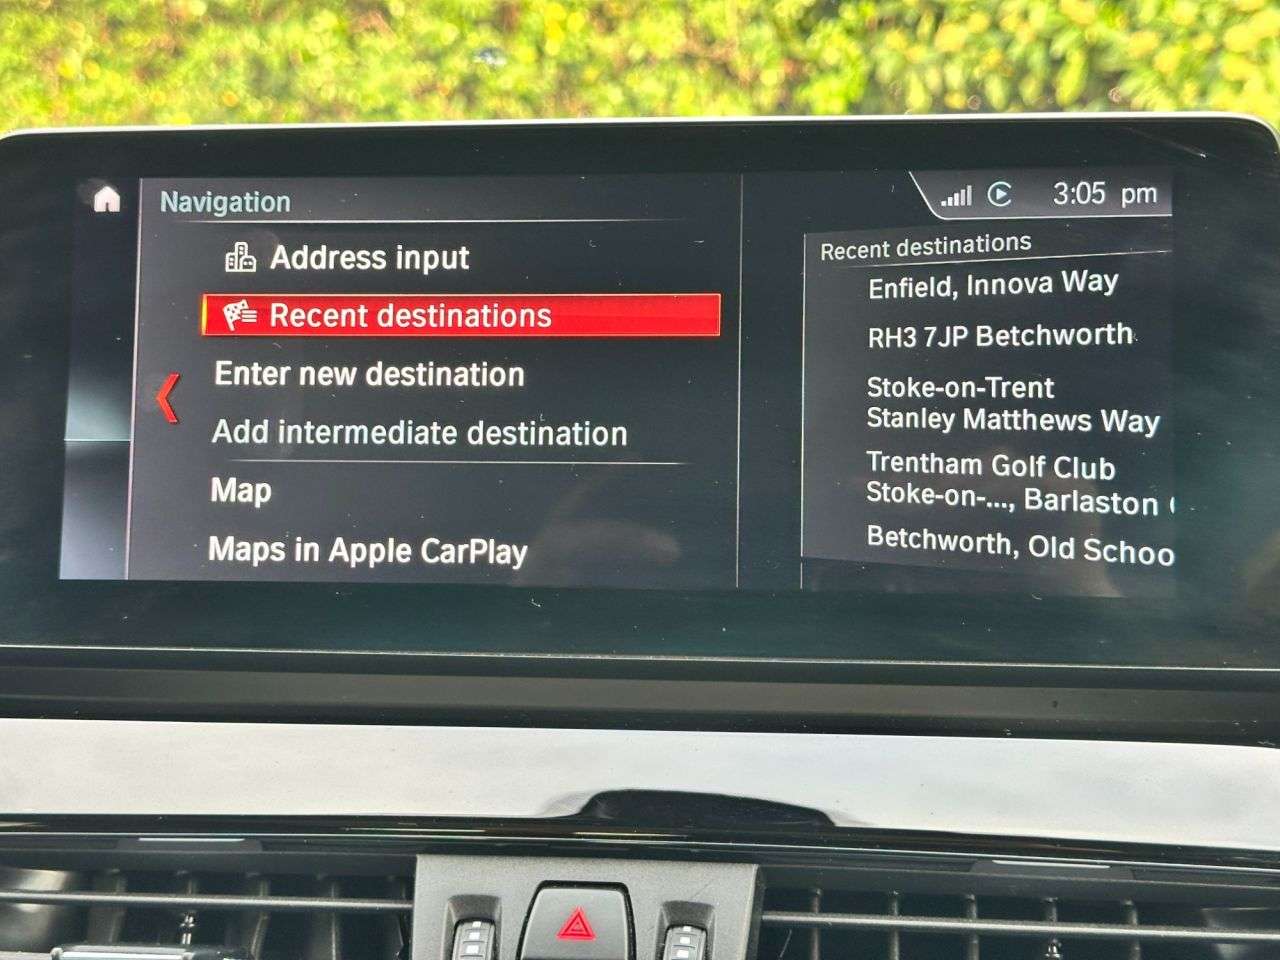 Navigation
Address input
Recent destinations
Enter new destination
Add intermediate destination
Map
Maps in Apple CarPlay
3:05 pm
Recent destinations
Enfield, Innova Way
RH3 7JP Betchworth
Stoke-on-Trent
Stanley Matthews Way
Trentham Golf Club
Stoke-on-..., Barlaston
Betchworth, Old Schoo